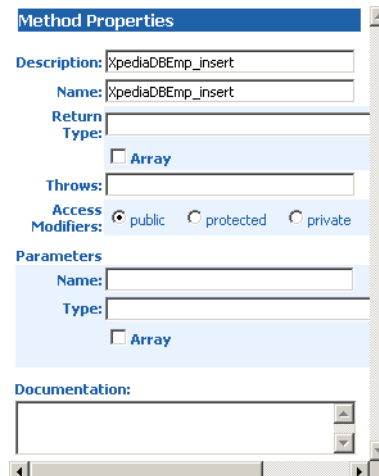 Method Properties
Description: XpediaDBEmp_insert
Name: XpediaDBEmp_insert
Return
Type:
Array
Throws:
Access
Modifiers: public protected private
Parameters
Name:
Type:
Array
Documentation: